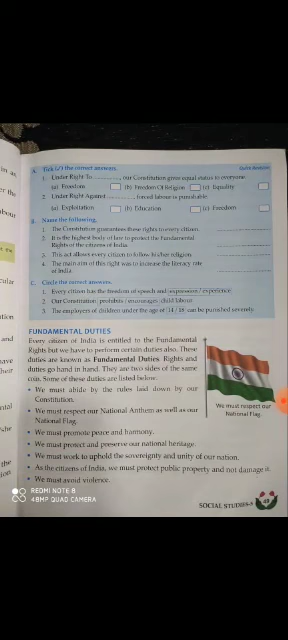 A. Tick (✓) the correct answers.
1. Under Right To ............, our Constitution gives equal status to everyone.
(a) Freedom (b) Freedom Of Religion (c) Equality
2. Under Right Against ............, forced labour is punishable.
(a) Exploitation (b) Education (c) Freedom
B. Name the following.
1. The Constitution guarantees these rights to every citizen.
2. It is the highest body of law to protect the Fundamental
Rights of the citizens of India.
3. This act allows every citizen to follow his/her religion.
4. The main aim of this right was to increase the literacy rate
of India.
C. Circle the correct answers.
1. Every citizen has the freedom of speech and expression / experience.
2. Our Constitution prohibits / encourages child labour.
3. The employers of children under the age of 14 / 18 can be punished severely.
FUNDAMENTAL DUTIES
Every citizen of India is entitled to the Fundamental
Rights but we have to perform certain duties also. These
duties are known as Fundamental Duties. Rights and
duties go hand in hand. They are two sides of the same
coin. Some of these duties are listed below.
• We must abide by the rules laid down by our
Constitution.
• We must respect our National Anthem as well as our
National Flag.
We must respect our
National Flag.
• We must promote peace and harmony.
• We must protect and preserve our national heritage.
• We must work to uphold the sovereignty and unity of our nation.
• As the citizens of India, we must protect public property and not damage it.
• We must avoid violence.
SOCIAL STUDIES-4
49
REDMI NOTE 8
48MP QUAD CAMERA